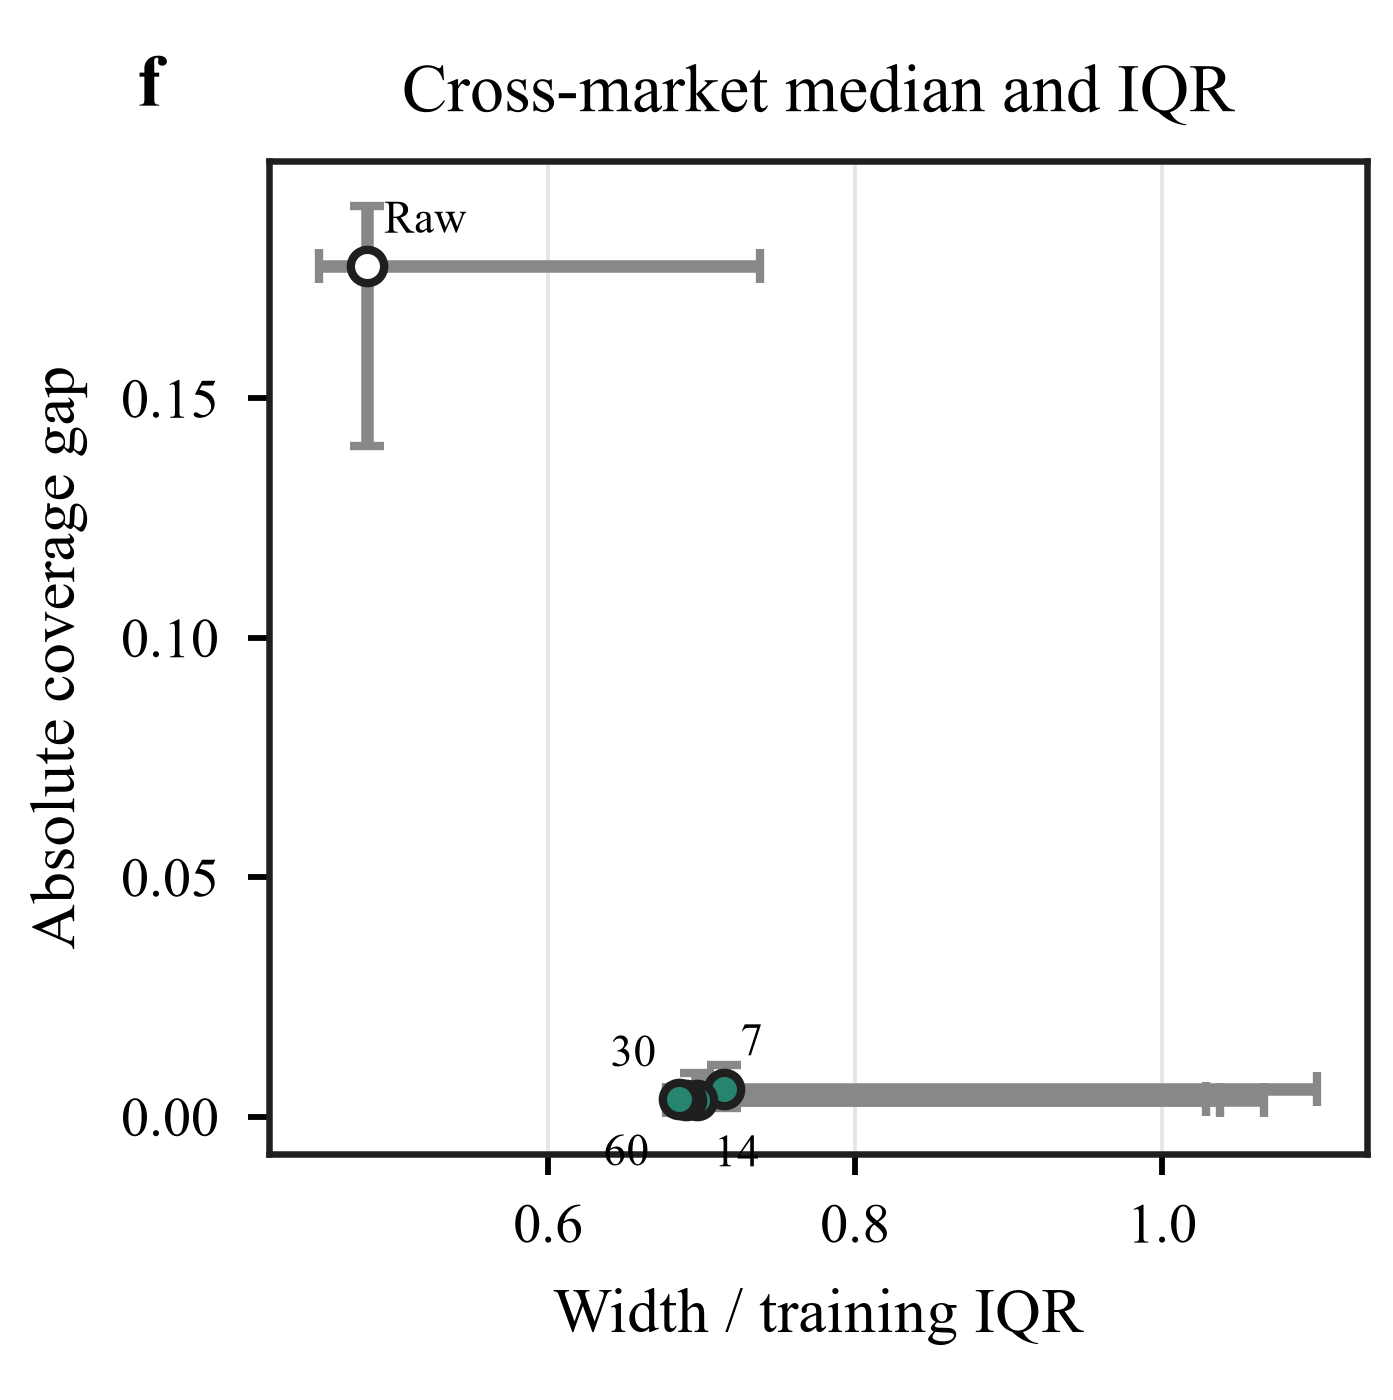 f
Cross-market median and IQR
Raw
Absolute coverage gap
0.15
0.10
0.05
0.00
30
7
60
14
0.6
0.8
1.0
Width / training IQR